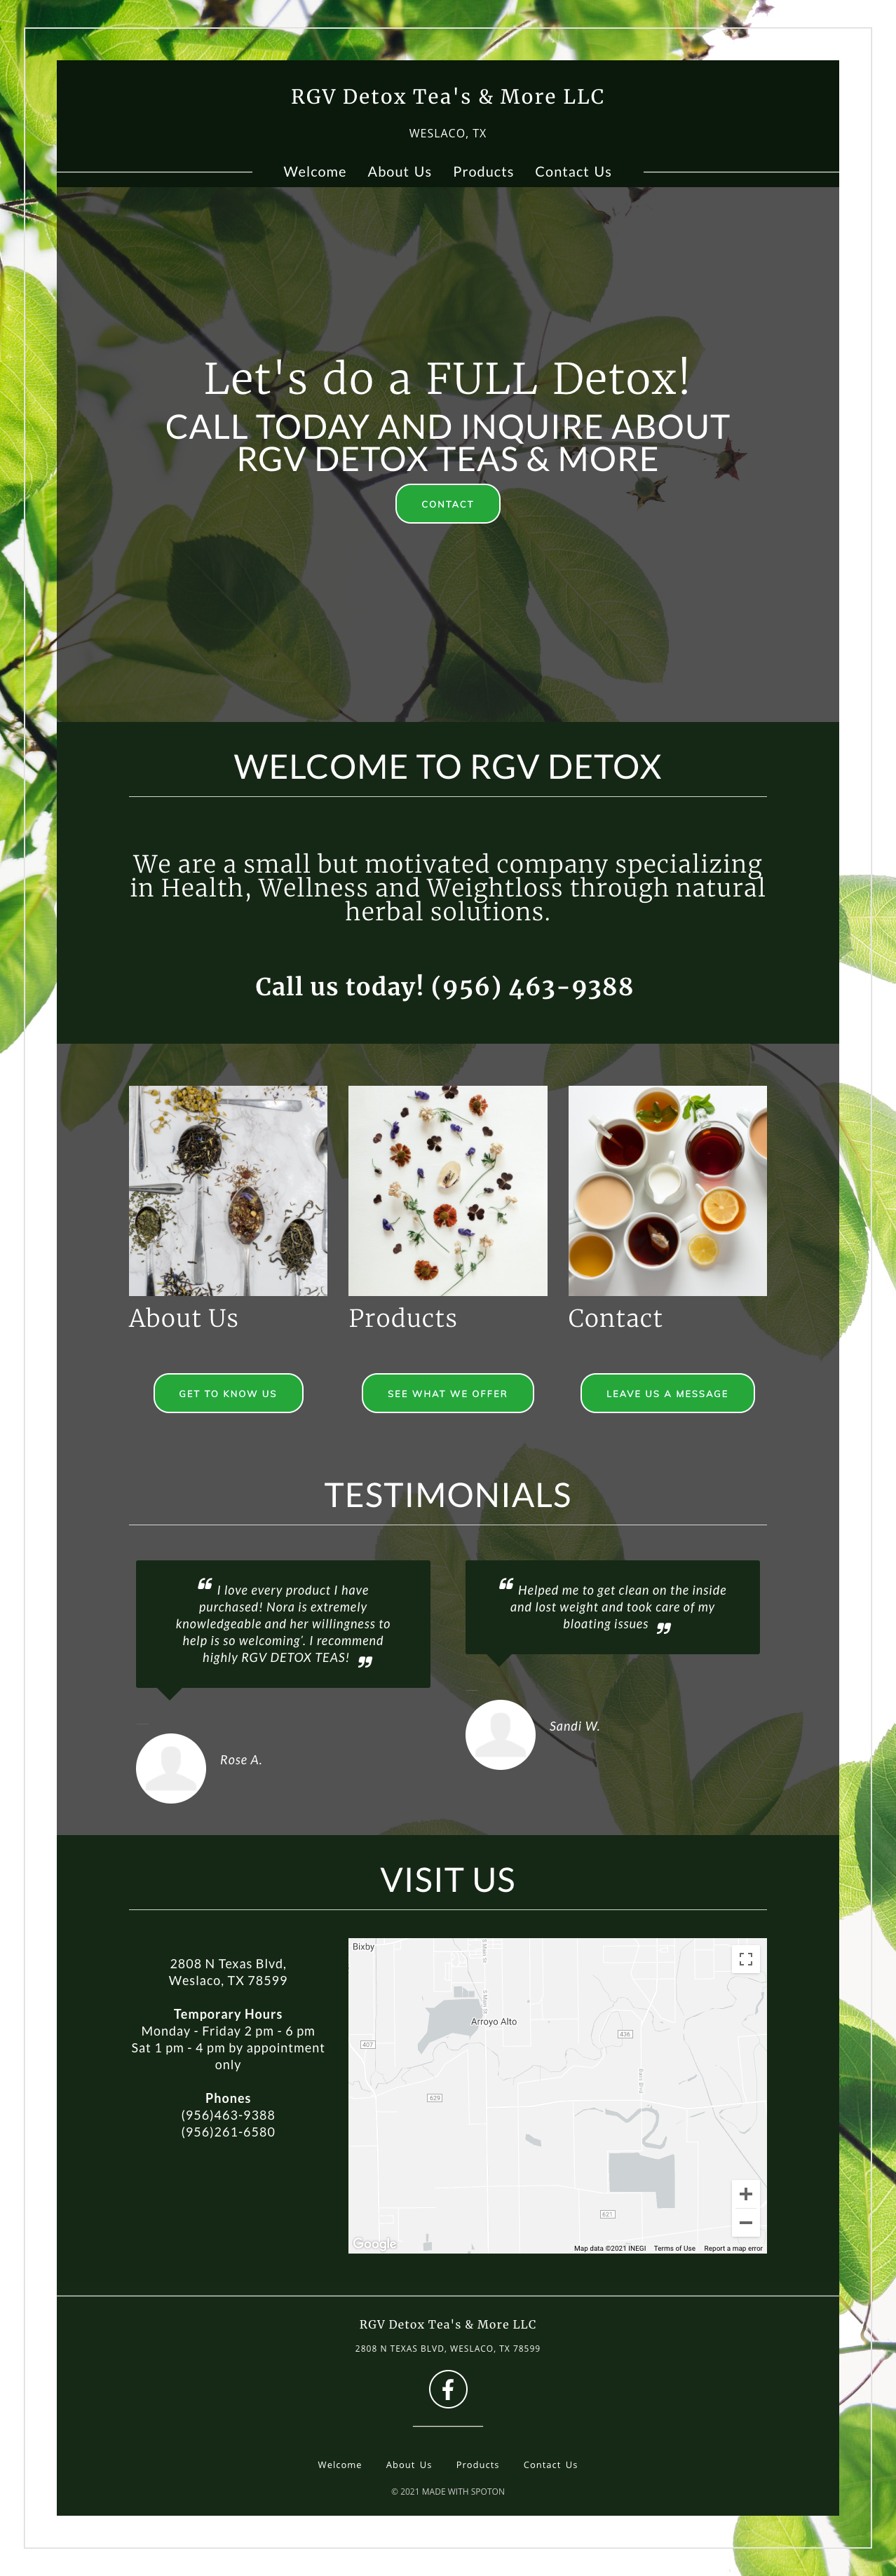 RGV Detox Tea's & More LLC
WESLACO, TX
Welcome About Us Products Contact Us
Let's do a FULL Detox!
CALL TODAY AND INQUIRE ABOUT
RGV DETOX TEAS & MORE
CONTACT
WELCOME TO RGV DETOX
We are a small but motivated company specializing
in Health, Wellness and Weightloss through natural
herbal solutions.
Call us today! (956) 463-9388
About Us
Products
Contact
GET TO KNOW US
SEE WHAT WE OFFER
LEAVE US A MESSAGE
TESTIMONIALS
“ I love every product I have
purchased! Nora is extremely
knowledgeable and her willingness to
help is so welcoming'. I recommend
highly RGV DETOX TEAS! ”
Rose A.
“ Helped me to get clean on the inside
and lost weight and took care of my
bloating issues ”
Sandi W.
VISIT US
2808 N Texas Blvd,
Weslaco, TX 78599
Temporary Hours
Monday - Friday 2 pm - 6 pm
Sat 1 pm - 4 pm by appointment
only
Phones
(956)463-9388
(956)261-6580
Bixby
Arroyo Alto
436
407
629
621
Google
Map data ©2021 INEGI Terms of Use Report a map error
RGV Detox Tea's & More LLC
2808 N TEXAS BLVD, WESLACO, TX 78599
Welcome About Us Products Contact Us
© 2021 MADE WITH SPOTON